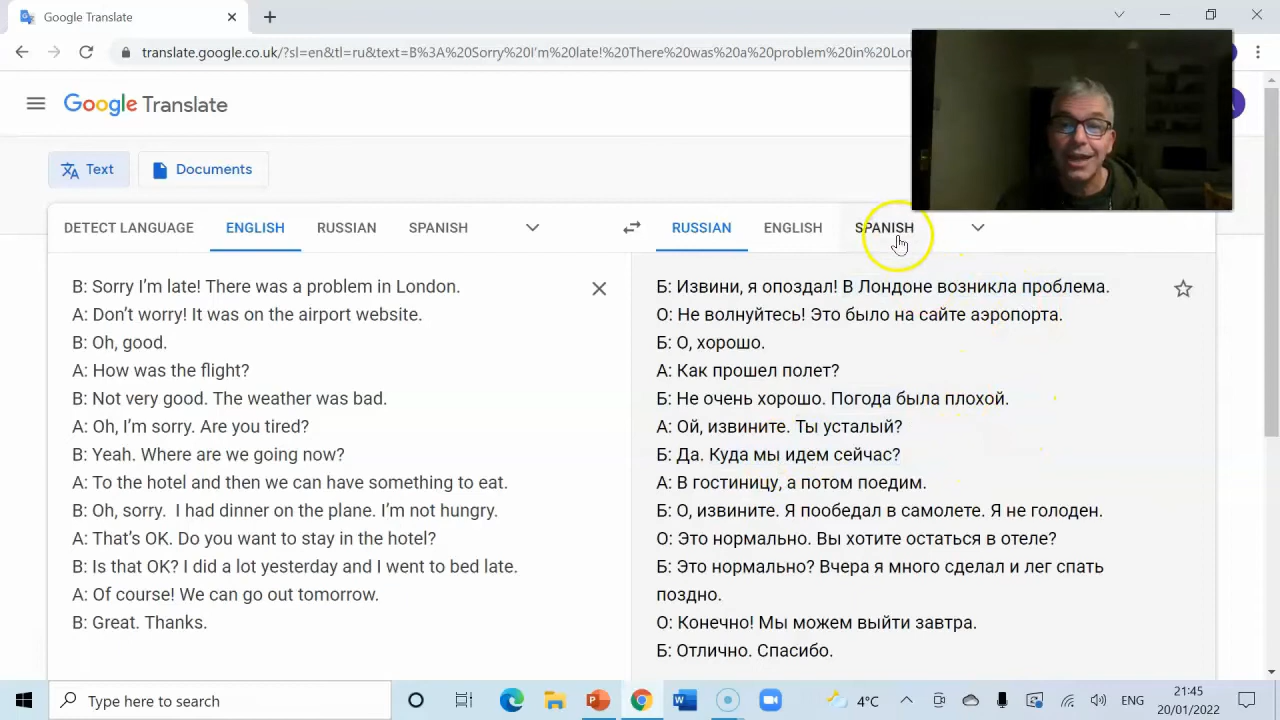 Google Translate
translate.google.co.uk/?sl=en&tl=ru&text=B%3A%20Sorry%20I'm%20late!%20There%20was%20a%20problem%20in%20Lon
Google Translate
Text
Documents
DETECT LANGUAGE
ENGLISH
RUSSIAN
SPANISH
RUSSIAN
ENGLISH
SPANISH
B: Sorry I’m late! There was a problem in London.
A: Don’t worry! It was on the airport website.
B: Oh, good.
A: How was the flight?
B: Not very good. The weather was bad.
A: Oh, I’m sorry. Are you tired?
B: Yeah. Where are we going now?
A: To the hotel and then we can have something to eat.
B: Oh, sorry.  I had dinner on the plane. I’m not hungry.
A: That’s OK. Do you want to stay in the hotel?
B: Is that OK? I did a lot yesterday and I went to bed late.
A: Of course! We can go out tomorrow.
B: Great. Thanks.
Б: Извини, я опоздал! В Лондоне возникла проблема.
О: Не волнуйтесь! Это было на сайте аэропорта.
Б: О, хорошо.
А: Как прошел полет?
Б: Не очень хорошо. Погода была плохой.
А: Ой, извините. Ты усталый?
Б: Да. Куда мы идем сейчас?
А: В гостиницу, а потом поедим.
Б: О, извините. Я пообедал в самолете. Я не голоден.
О: Это нормально. Вы хотите остаться в отеле?
Б: Это нормально? Вчера я много сделал и лег спать
поздно.
О: Конечно! Мы можем выйти завтра.
Б: Отлично. Спасибо.
Type here to search
4°C
ENG
21:45
20/01/2022